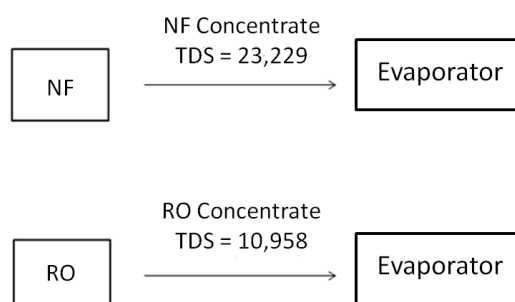 NF Concentrate
TDS = 23,229
NF
Evaporator
RO Concentrate
TDS = 10,958
RO
Evaporator